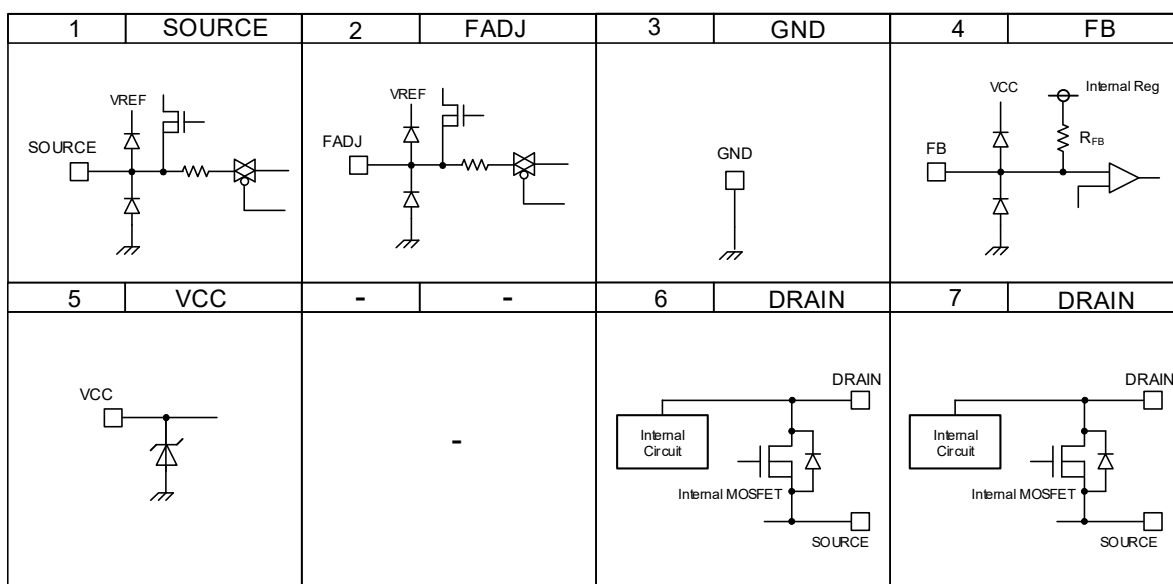 1 SOURCE 2 FADJ 3 GND 4 FB
VREF
SOURCE
VREF
FADJ
GND
VCC
Internal Reg
RFB
FB
5 VCC - - 6 DRAIN 7 DRAIN
VCC
-
DRAIN
Internal
Circuit
Internal MOSFET
SOURCE
DRAIN
Internal
Circuit
Internal MOSFET
SOURCE